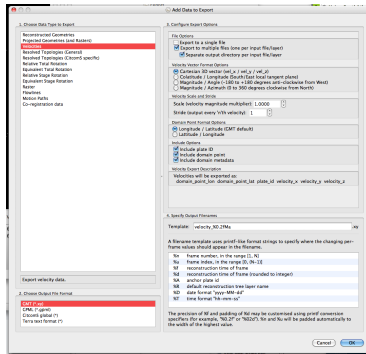 Add Data to Export
1. Choose Data Type to Export
Reconstructed Geometries
Projected Geometries (and Rasters)
Velocities
Resolved Topologies (General)
Resolved Topologies (CitcomS specific)
Relative Total Rotation
Equivalent Total Rotation
Relative Stage Rotation
Equivalent Stage Rotation
Raster
Flowlines
Motion Paths
Co-registration data
Export velocity data.
2. Choose Output File Format
GMT (*.xy)
GPML (*.gpml)
CitcomS global (*)
Terra text format (*)
3. Configure Export Options
File Options
Export to a single file
Export to multiple files (one per input file/layer)
Separate output directory per input file/layer
Velocity Vector Format Options
Cartesian 3D vector (vel_x / vel_y / vel_z)
Colatitude / Longitude (South/East local tangent plane)
Magnitude / Angle (-180 to +180 degrees anti-clockwise from West)
Magnitude / Azimuth (0 to 360 degrees clockwise from North)
Velocity Scale and Stride
Scale (velocity magnitude multiplier): 1.0000
Stride (output every 'n'th velocity): 1
Domain Point Format Options
Longitude / Latitude (GMT default)
Latitude / Longitude
Include Options
Include plate ID
Include domain point
Include domain metadata
Velocity Export Description
Velocities will be exported as:
domain_point_lon domain_point_lat plate_id velocity_x velocity_y velocity_z
4. Specify Output Filenames
Template: velocity_%0.2fMa .xy
A filename template uses printf-like format strings to specify where the changing per-frame values should appear in the filename.
%n frame number, in the range [1, N]
%u frame index, in the range [0, (N-1)]
%f reconstruction time of frame
%d reconstruction time of frame (rounded to integer)
%A anchor plate id
%R default reconstruction tree layer name
%D date format "yyyy-MM-dd"
%T time format "hh-mm-ss"
The precision of %f and padding of %d may be customised using printf conversion
specifiers (for example, "%0.2f" or "%02d"). %n and %u will be padded automatically to
the width of the highest value.
Cancel
Ok